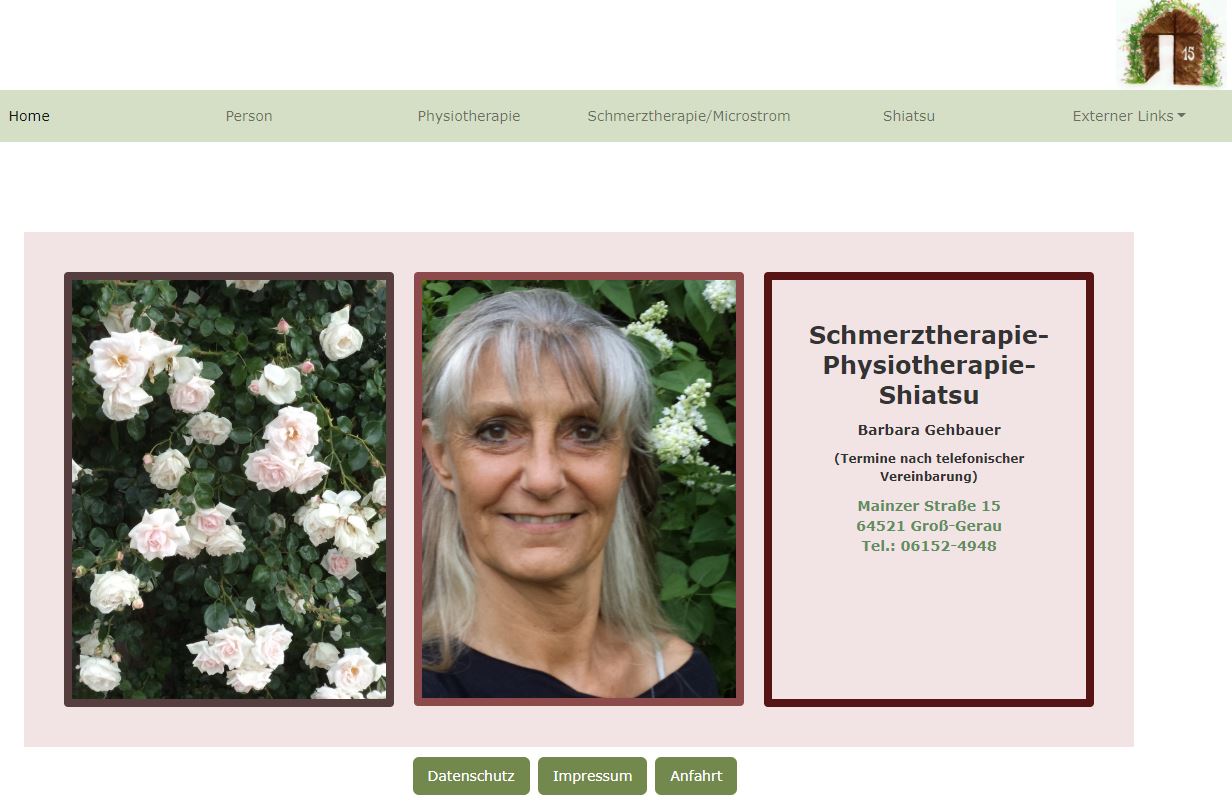 15
Home
Person
Physiotherapie
Schmerztherapie/Microstrom
Shiatsu
Externer Links
Schmerztherapie-
Physiotherapie-
Shiatsu
Barbara Gehbauer
(Termine nach telefonischer
Vereinbarung)
Mainzer Straße 15
64521 Groß-Gerau
Tel.: 06152-4948
Datenschutz
Impressum
Anfahrt